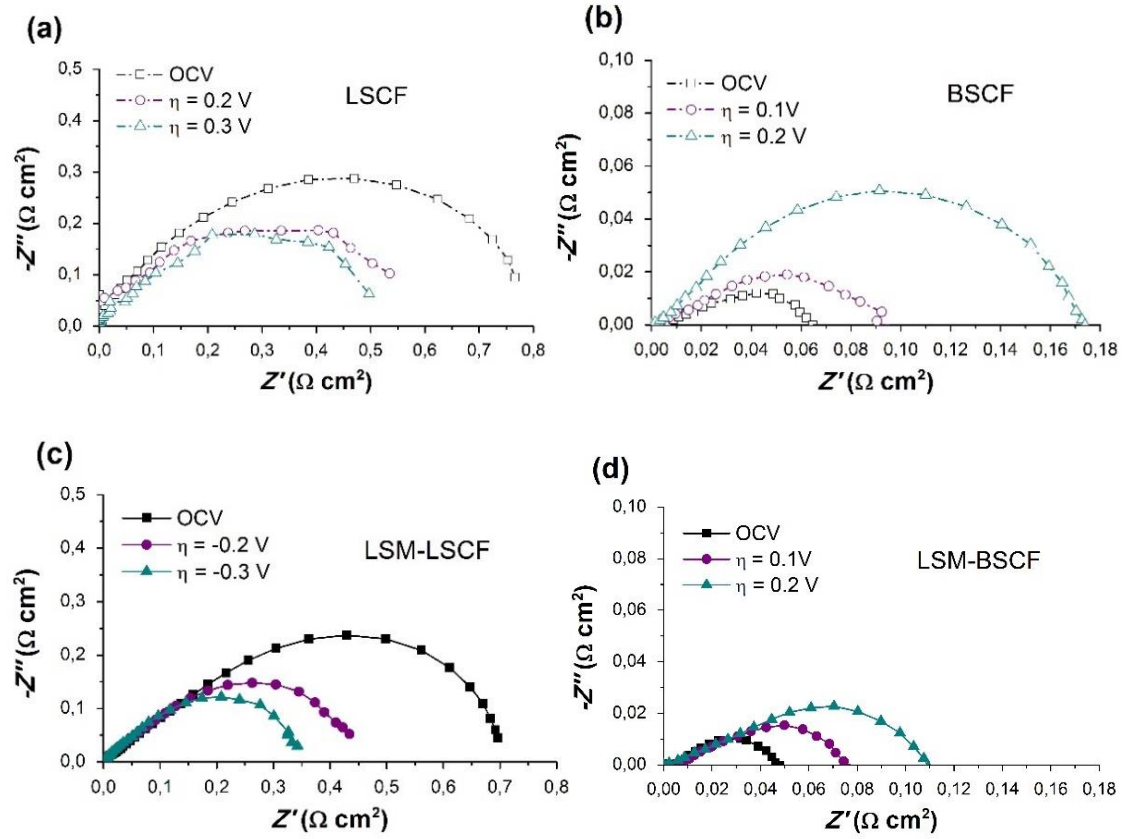 (a)
0,5
0,4
0,3
0,2
0,1
0,0
-Z″ (Ω cm²)
OCV
η = 0.2 V
η = 0.3 V
LSCF
0,0 0,1 0,2 0,3 0,4 0,5 0,6 0,7 0,8
Z′ (Ω cm²)
(b)
0,10
0,08
0,06
0,04
0,02
0,00
-Z″ (Ω cm²)
OCV
η = 0.1V
η = 0.2 V
BSCF
0,00 0,02 0,04 0,06 0,08 0,10 0,12 0,14 0,16 0,18
Z′ (Ω cm²)
(c)
0,5
0,4
0,3
0,2
0,1
0,0
-Z″ (Ω cm²)
OCV
η = -0.2 V
η = -0.3 V
LSM-LSCF
0,0 0,1 0,2 0,3 0,4 0,5 0,6 0,7 0,8
Z′ (Ω cm²)
(d)
0,10
0,08
0,06
0,04
0,02
0,00
-Z″ (Ω cm²)
OCV
η = 0.1V
η = 0.2 V
LSM-BSCF
0,00 0,02 0,04 0,06 0,08 0,10 0,12 0,14 0,16 0,18
Z′ (Ω cm²)